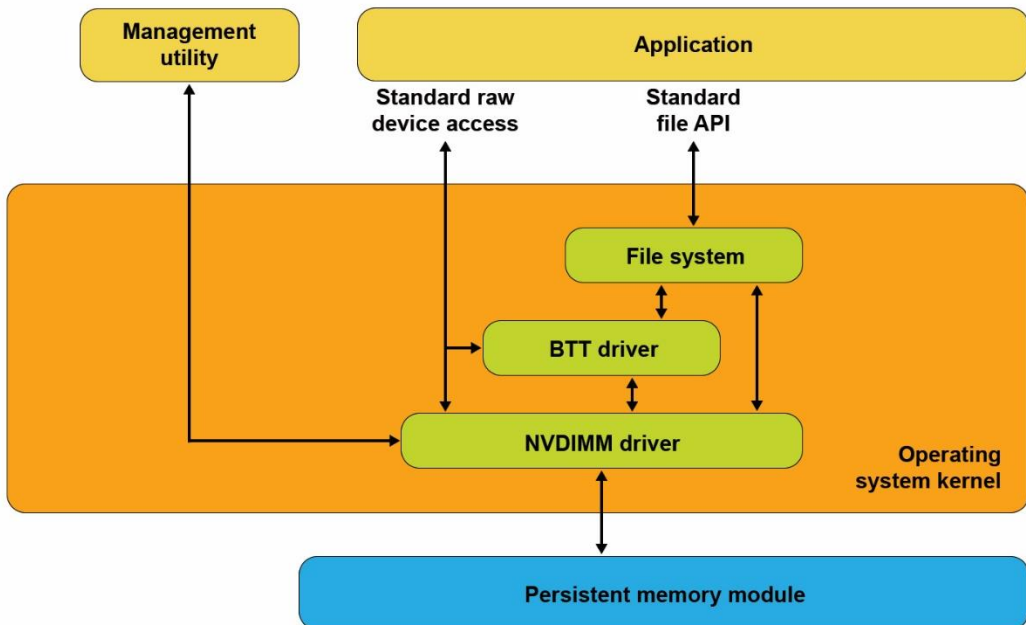 Management
utility
Application
Standard raw
device access
Standard
file API
File system
BTT driver
NVDIMM driver
Operating
system kernel
Persistent memory module